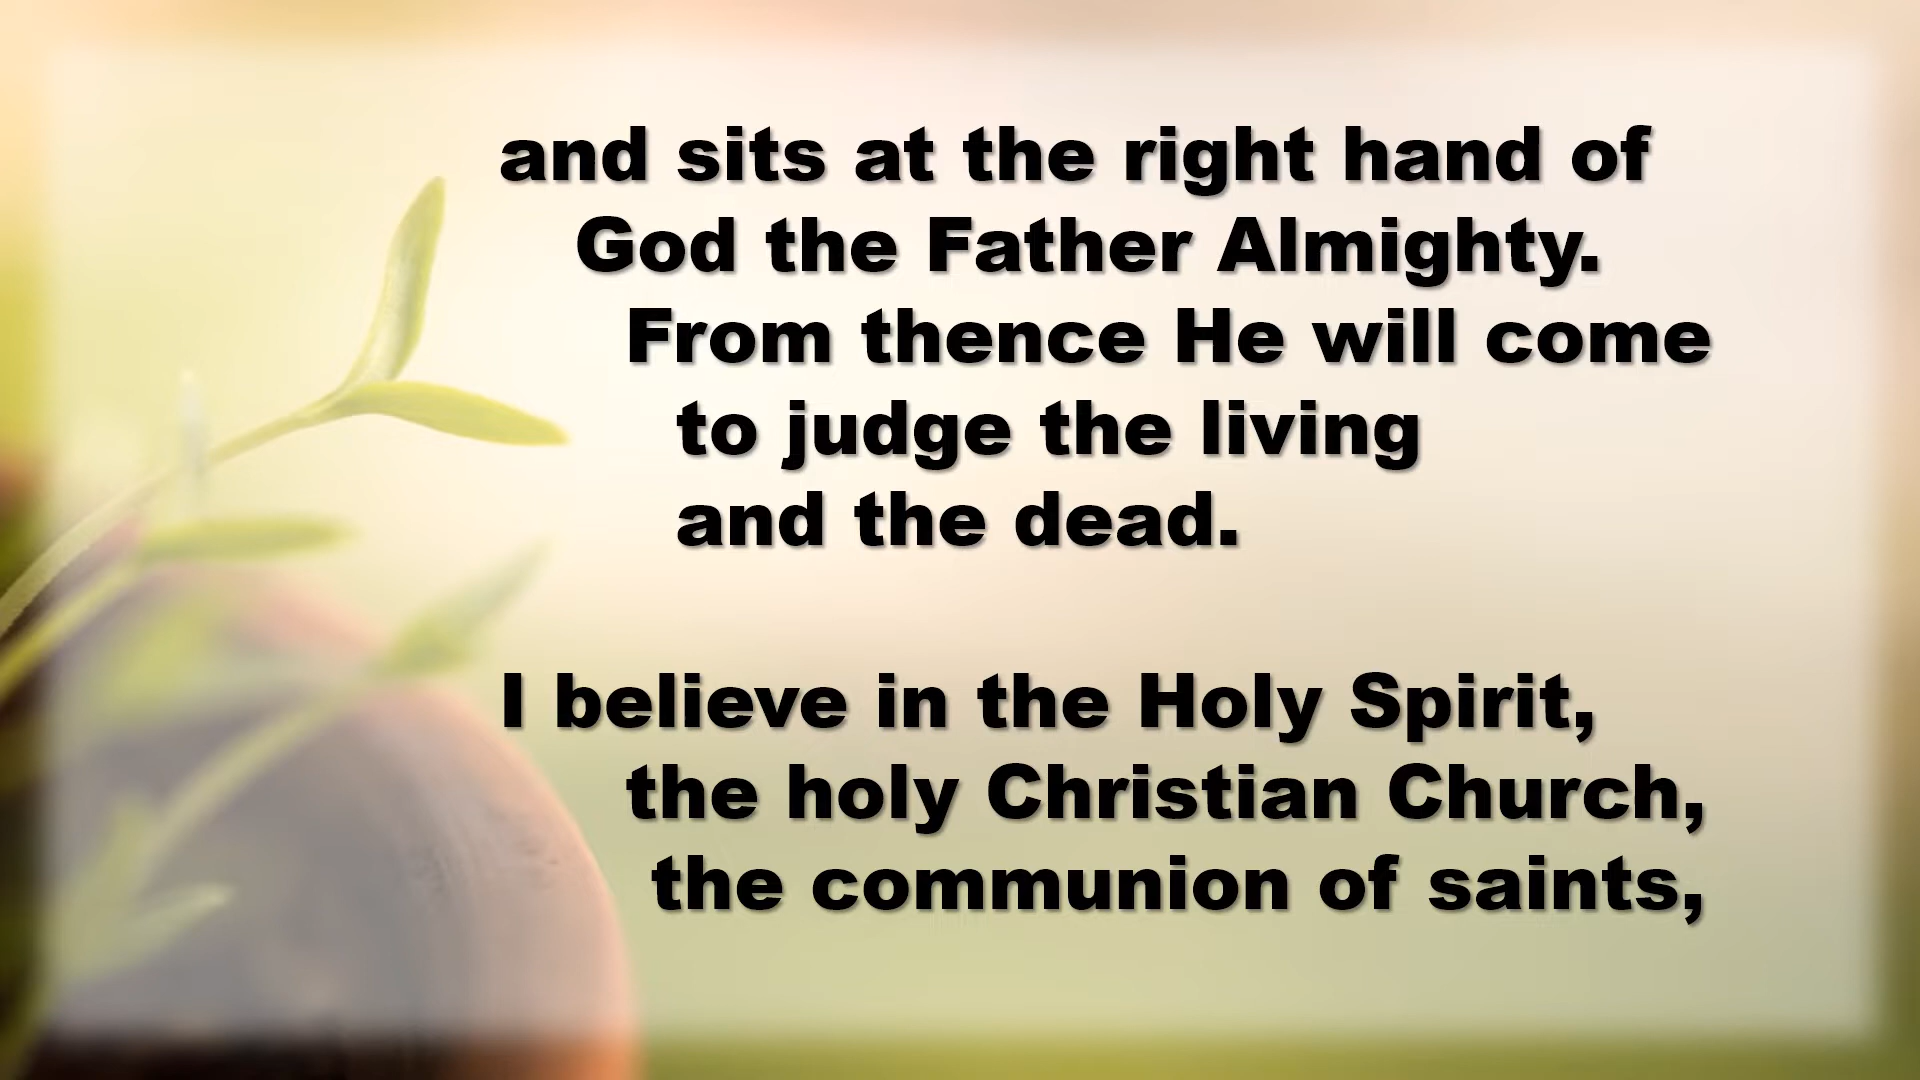 and sits at the right hand of
God the Father Almighty.
From thence He will come
to judge the living
and the dead.
I believe in the Holy Spirit,
the holy Christian Church,
the communion of saints,